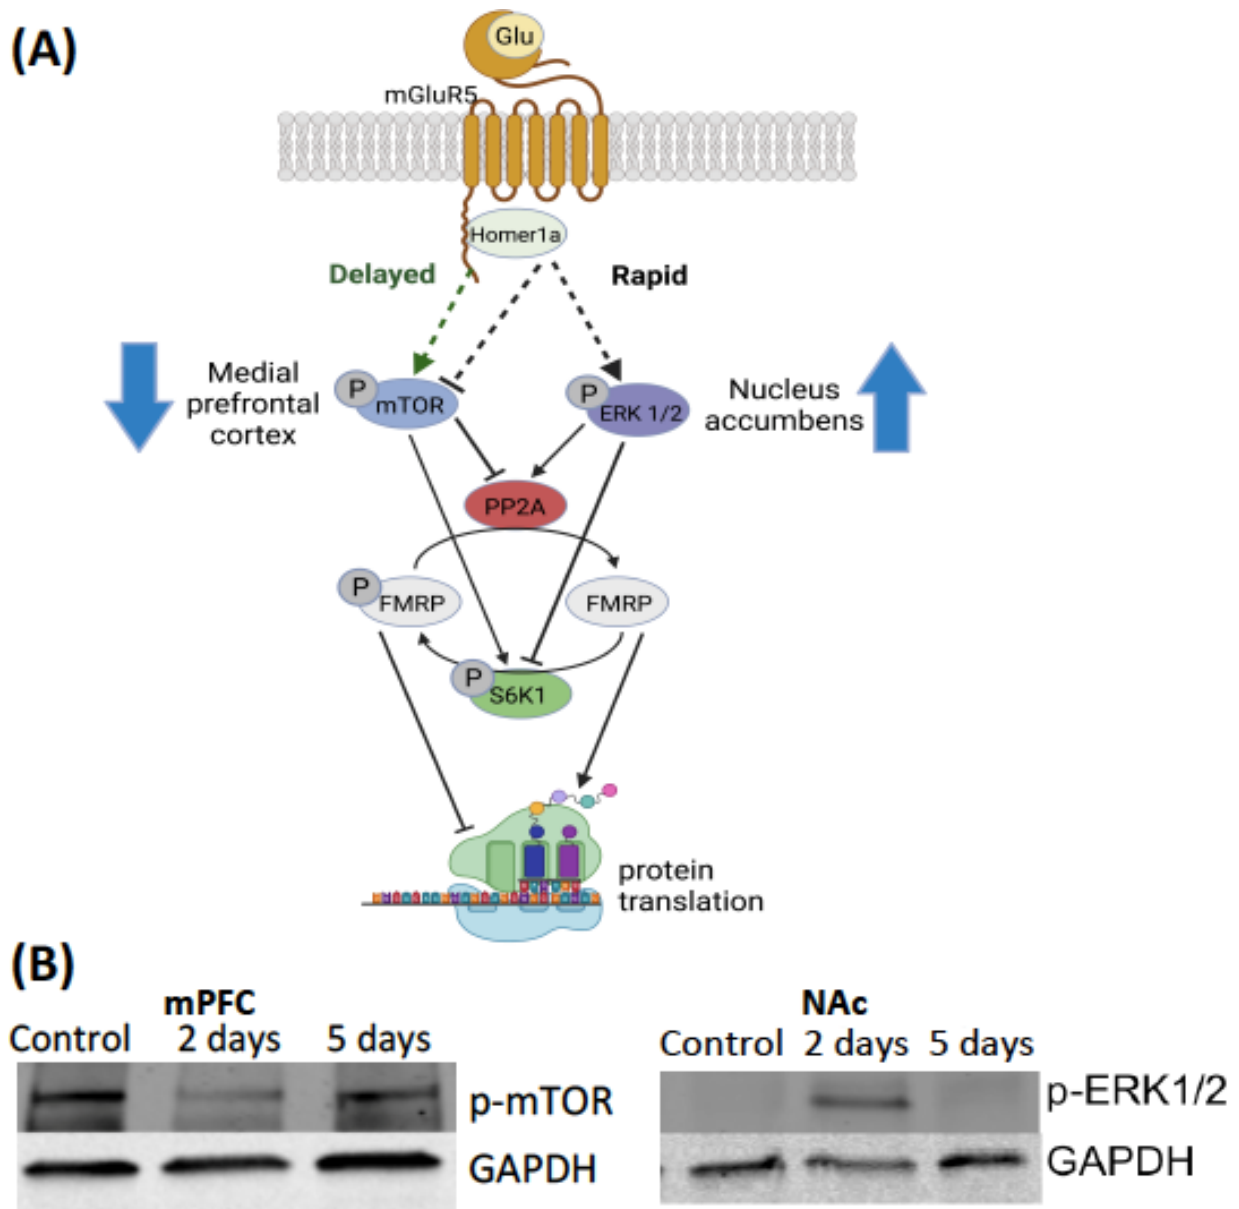 (A)
Glu
mGluR5
Homer1a
Delayed
Rapid
P
mTOR
Medial
prefrontal
cortex
P
ERK 1/2
Nucleus
accumbens
PP2A
P
FMRP
FMRP
P
S6K1
protein
translation
(B)
mPFC
Control 2 days 5 days
p-mTOR
GAPDH
NAc
Control 2 days 5 days
p-ERK1/2
GAPDH